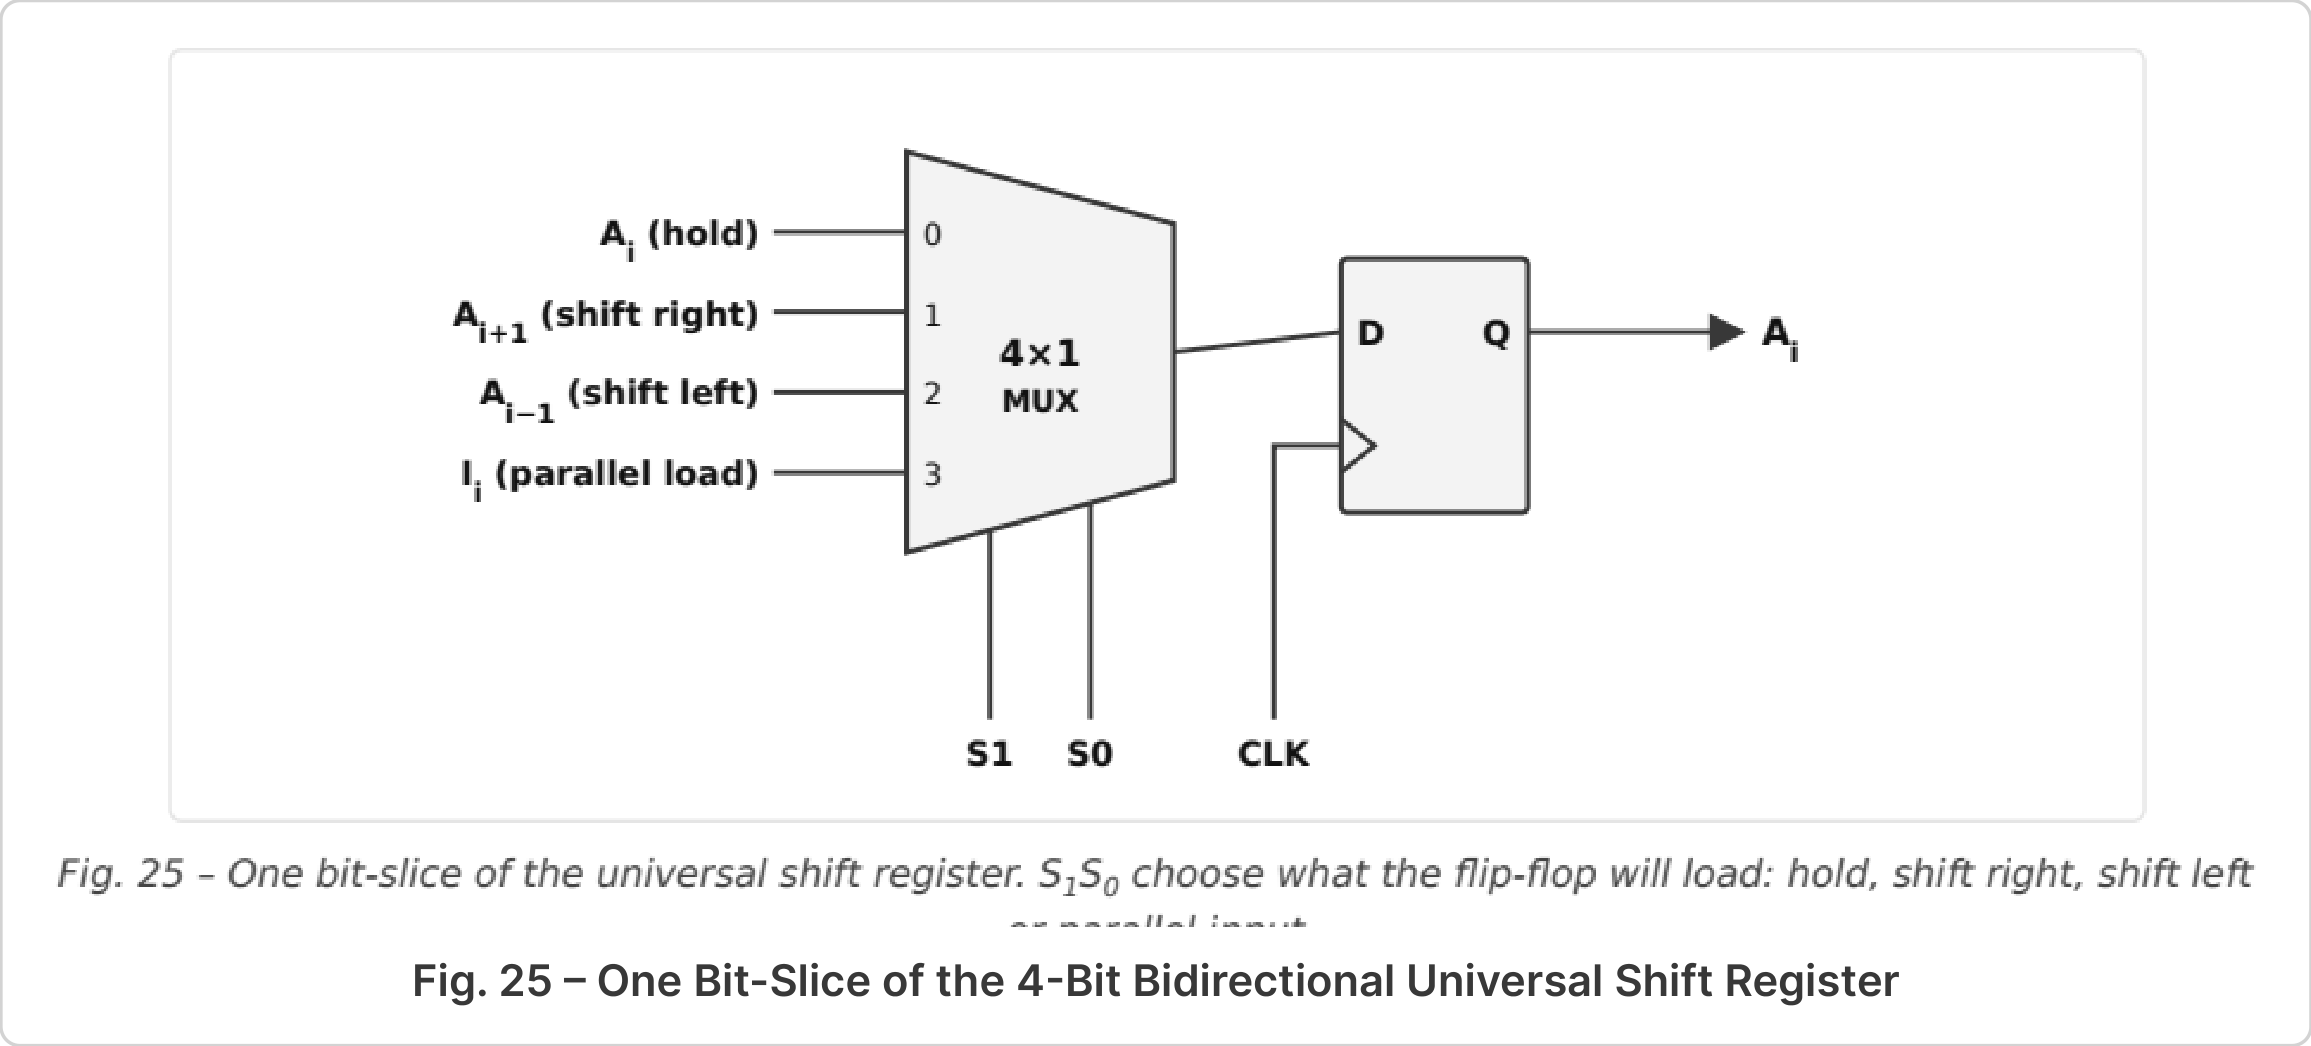 Aᵢ (hold)
0
Aᵢ₊₁ (shift right)
1
Aᵢ₋₁ (shift left)
2
Iᵢ (parallel load)
3
4×1
MUX
D
Q
Aᵢ
S1
S0
CLK
Fig. 25 – One bit-slice of the universal shift register. S₁S₀ choose what the flip-flop will load: hold, shift right, shift left
or parallel input
Fig. 25 – One Bit-Slice of the 4-Bit Bidirectional Universal Shift Register